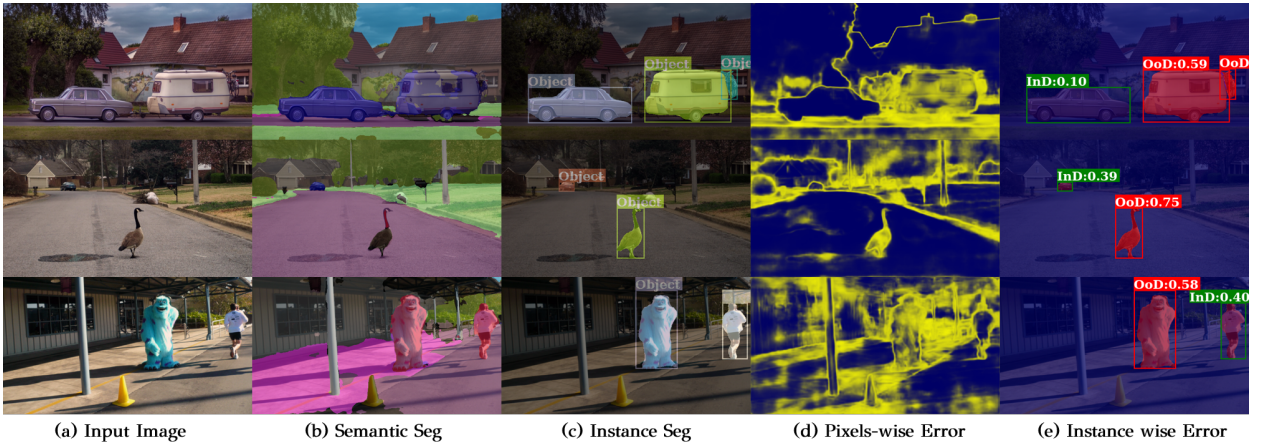 Object
Object
Obje
InD:0.10
OoD:0.59
OoD
Object
Object
InD:0.39
OoD:0.75
Object
OoD:0.58
InD:0.40
(a) Input Image
(b) Semantic Seg
(c) Instance Seg
(d) Pixels-wise Error
(e) Instance wise Error